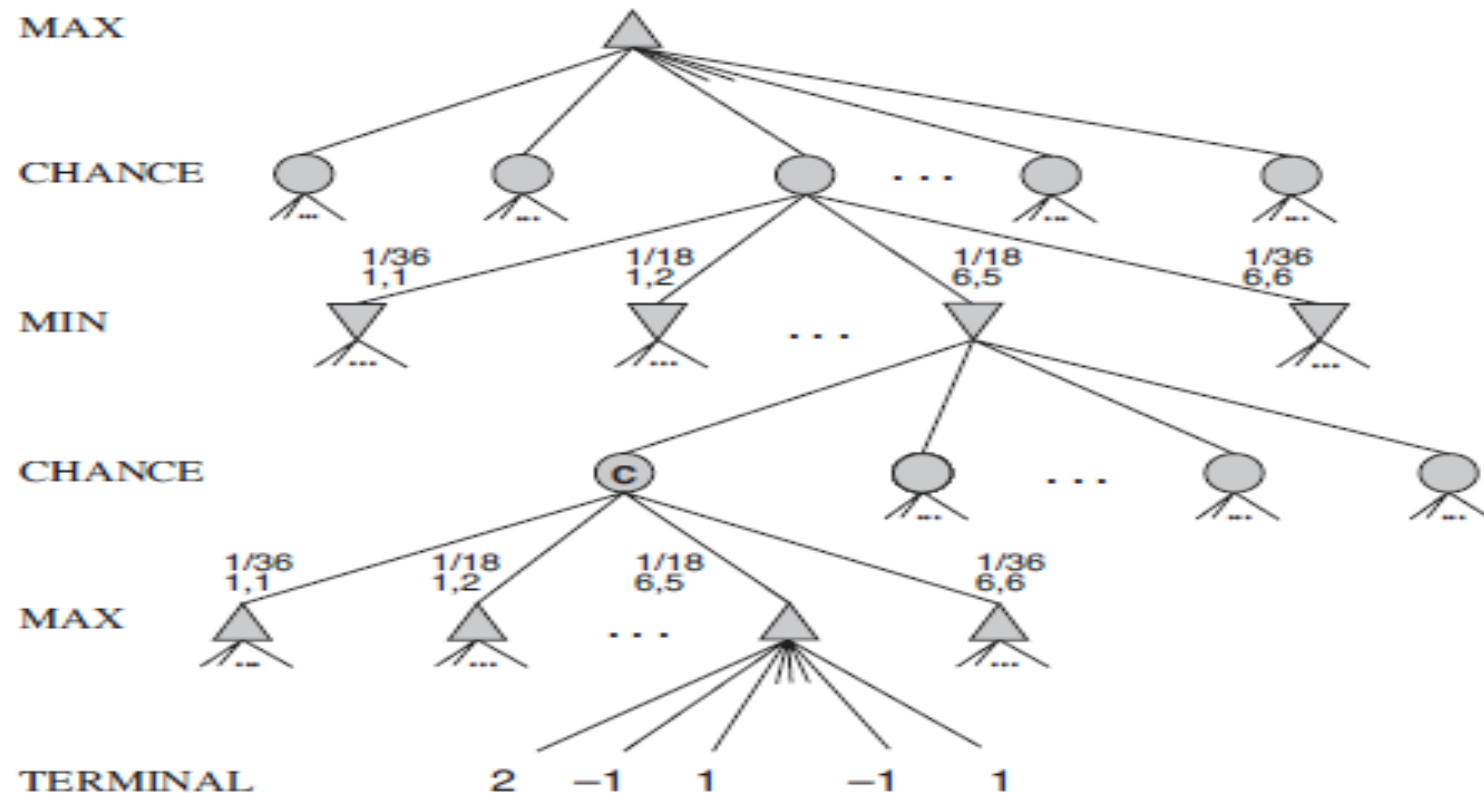 MAX
CHANCE
. . .
... ... ... ... ...
1/36 1/18 1/18 1/36
1,1 1,2 6,5 6,6
MIN
. . .
... ... ... ...
CHANCE
C
. . .
... ... ...
1/36 1/18 1/18 1/36
1,1 1,2 6,5 6,6
MAX
. . .
... ... ...
TERMINAL 2 –1 1 –1 1